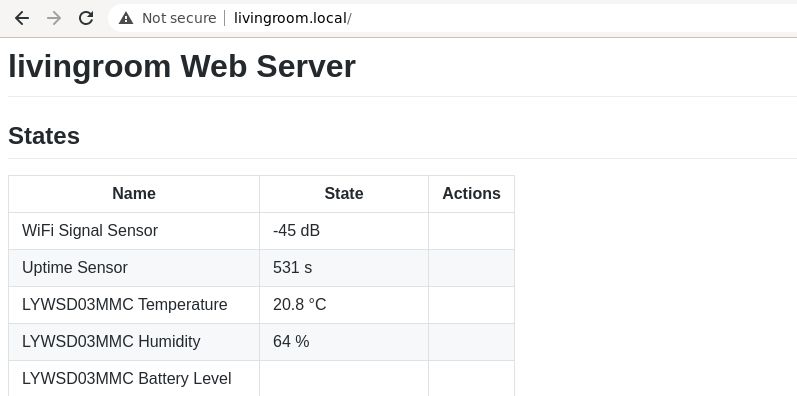 Not secure | livingroom.local/
livingroom Web Server
States
Name State Actions
WiFi Signal Sensor -45 dB
Uptime Sensor 531 s
LYWSD03MMC Temperature 20.8 °C
LYWSD03MMC Humidity 64 %
LYWSD03MMC Battery Level